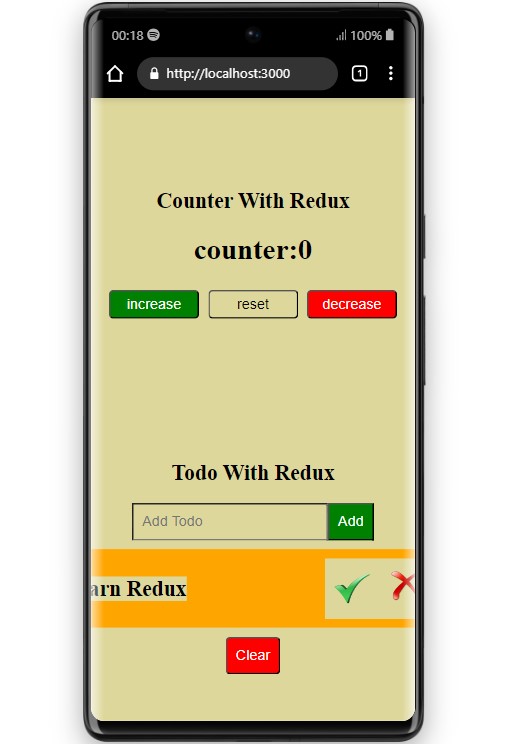 00:18 100%
http://localhost:3000 1
Counter With Redux
counter:0
increase reset decrease
Todo With Redux
Add Todo Add
arn Redux
Clear